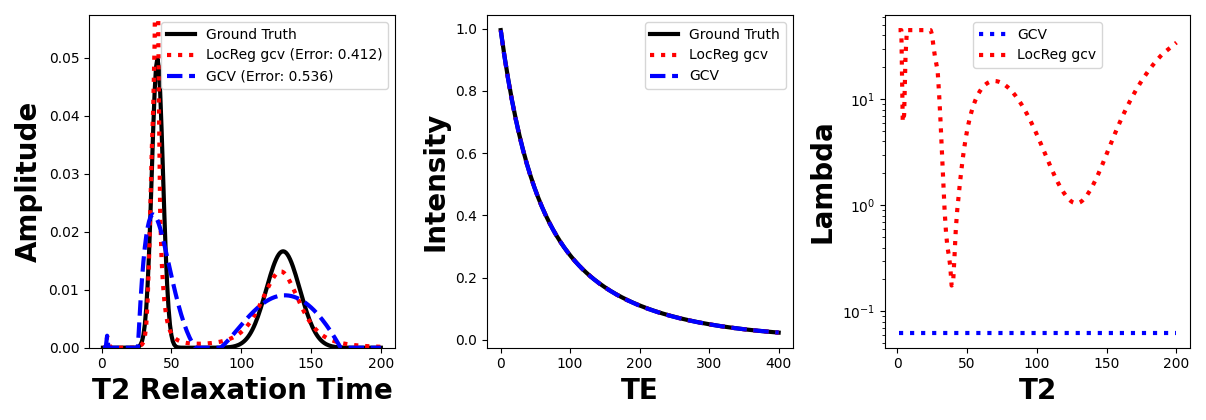 Ground Truth
LocReg gcv (Error: 0.412)
GCV (Error: 0.536)
Amplitude
0.05
0.04
0.03
0.02
0.01
0.00
0
50
100
150
200
T2 Relaxation Time
Ground Truth
LocReg gcv
GCV
Intensity
1.0
0.8
0.6
0.4
0.2
0.0
0
100
200
300
400
TE
GCV
LocReg gcv
Lambda
10¹
10⁰
10⁻¹
0
50
100
150
200
T2